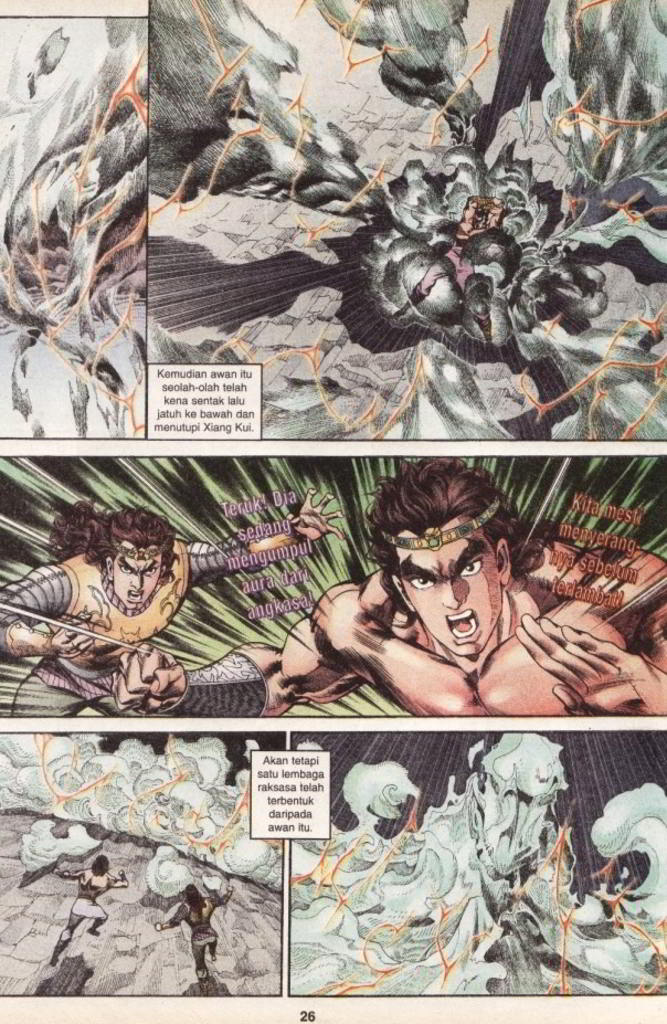 Kemudian awan itu
seolah-olah telah
kena sentak lalu
jatuh ke bawah dan
menutupi Xiang Kui.
Teruk! Dia
sedang
mengumpul
aura dari
angkasa!
Kita mesti
menyerang-
nya sebelum
terlambat!
Akan tetapi
satu lembaga
raksasa telah
terbentuk
daripada
awan itu.
26